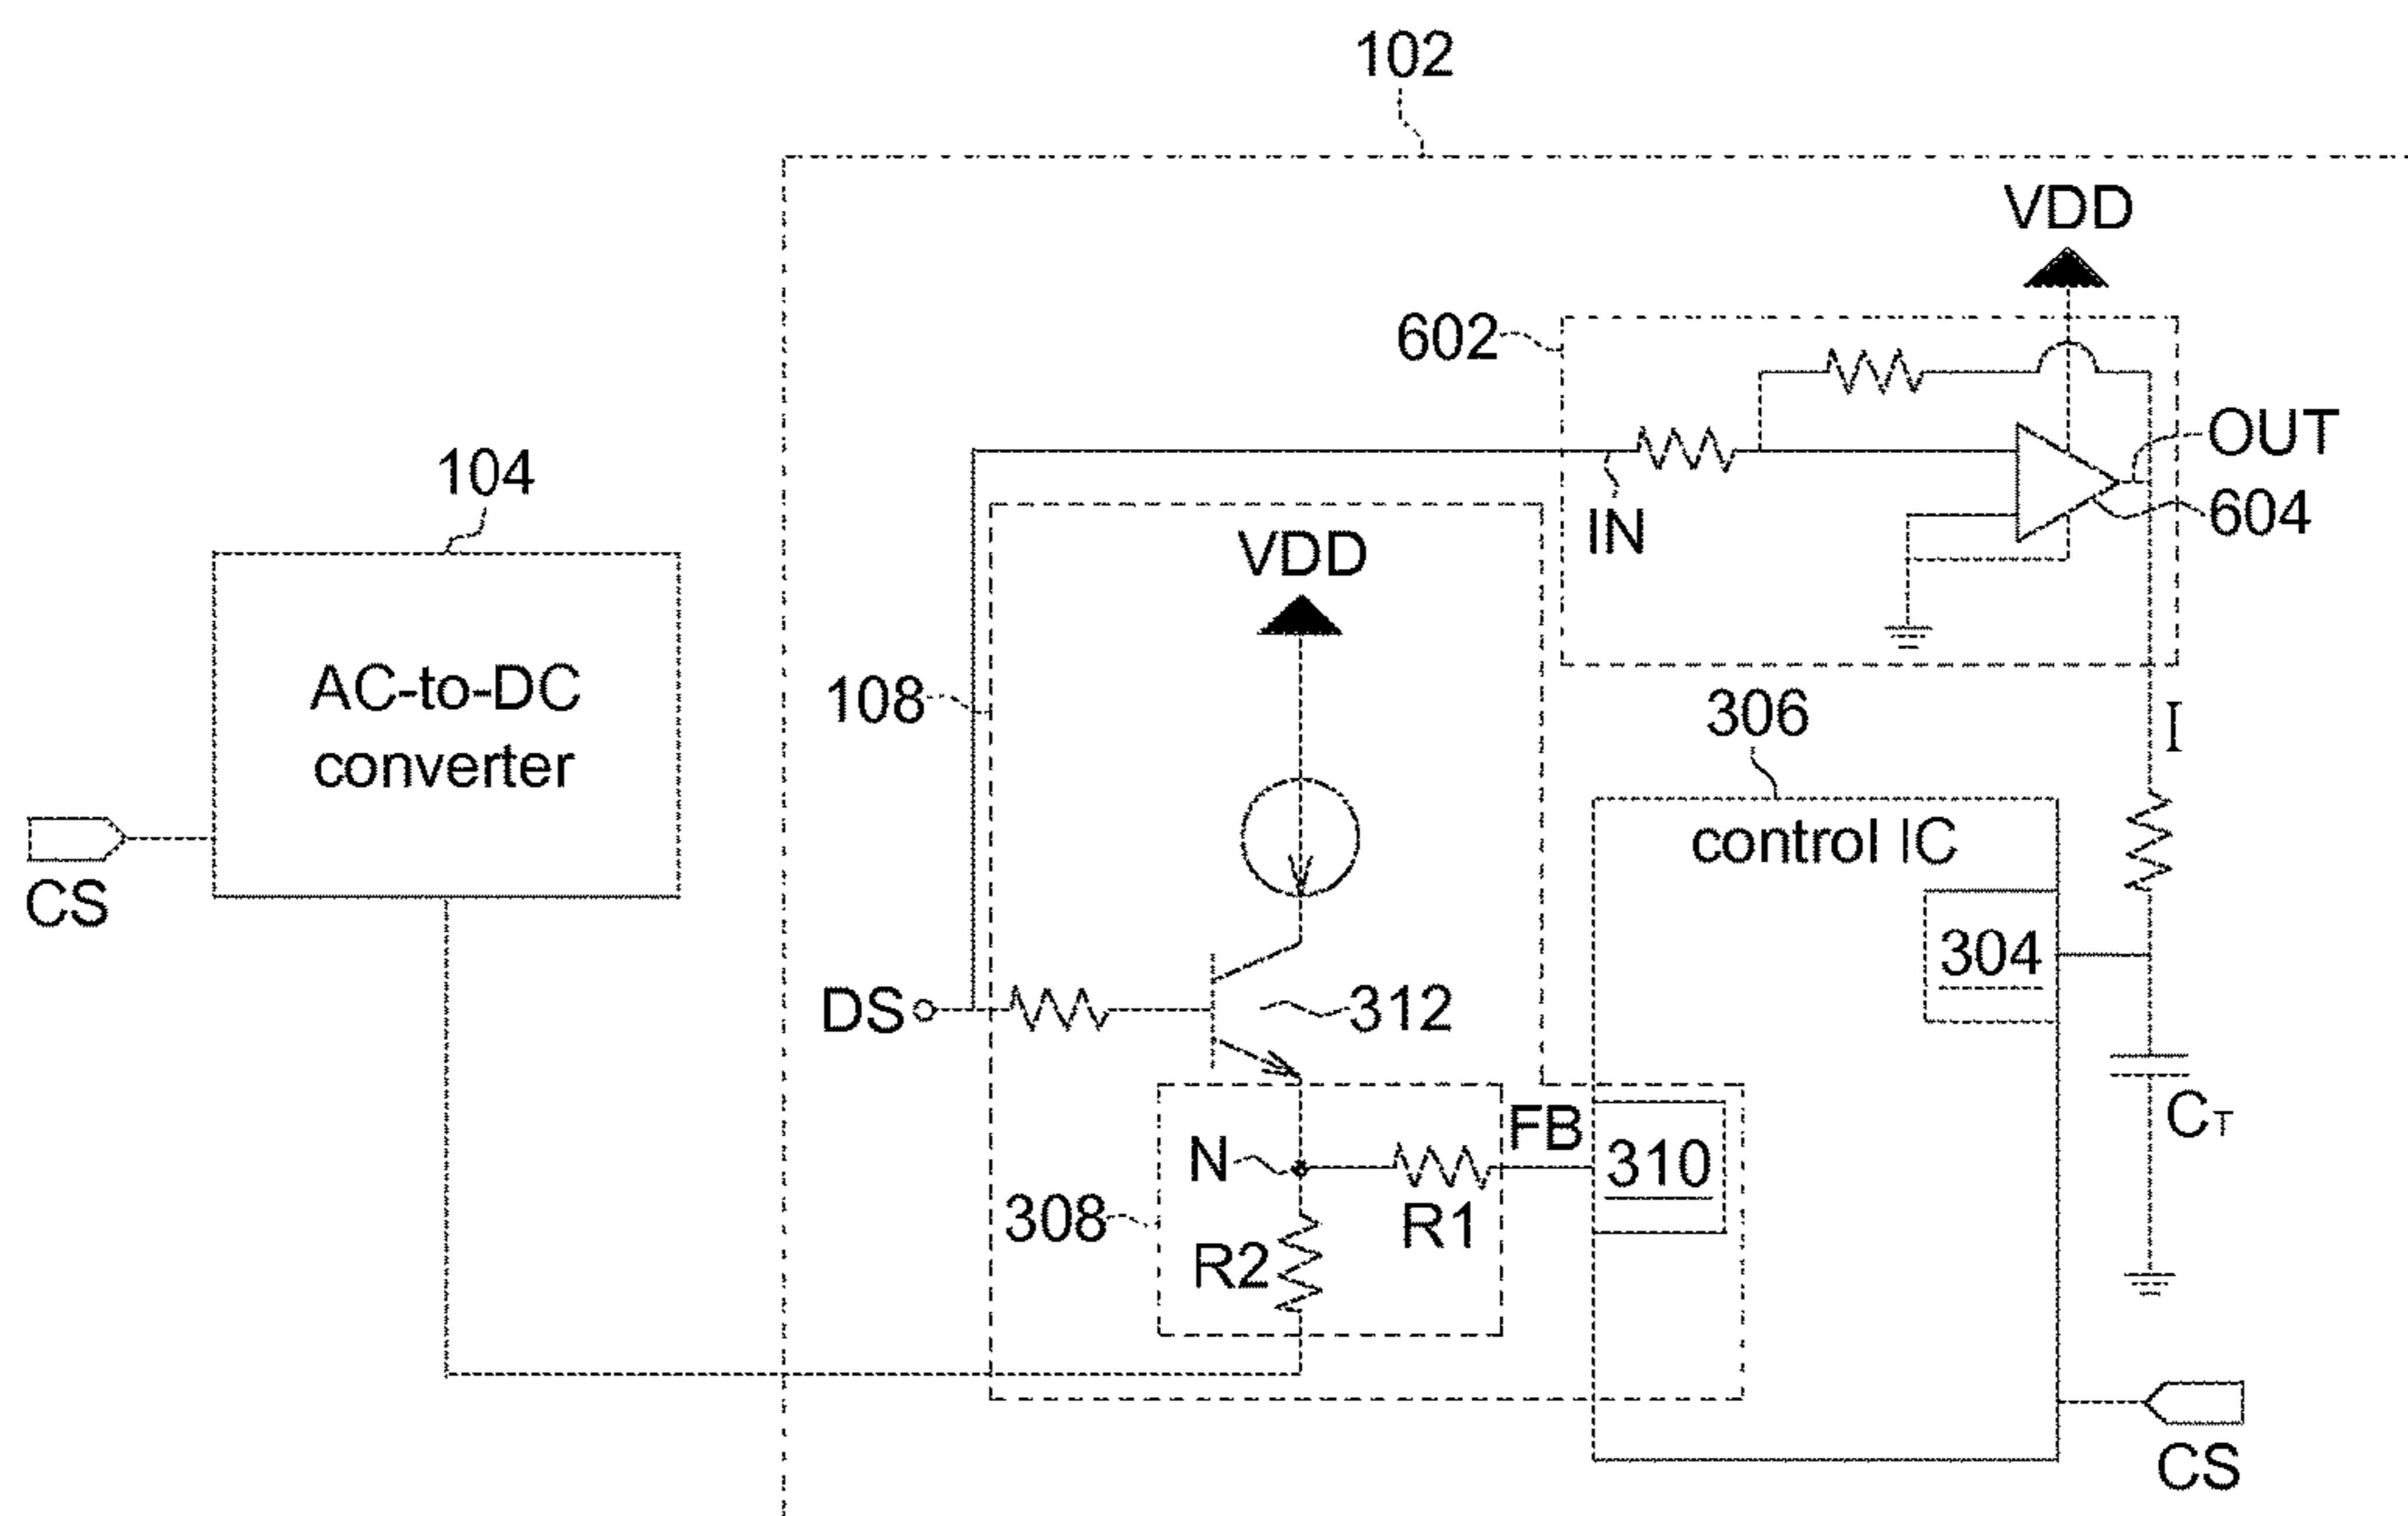 102
VDD
602
OUT
104
604
IN
VDD
AC-to-DC
converter
108
306
I
control IC
CS
304
DS
312
N
FB
310
CT
308
R2
R1
CS